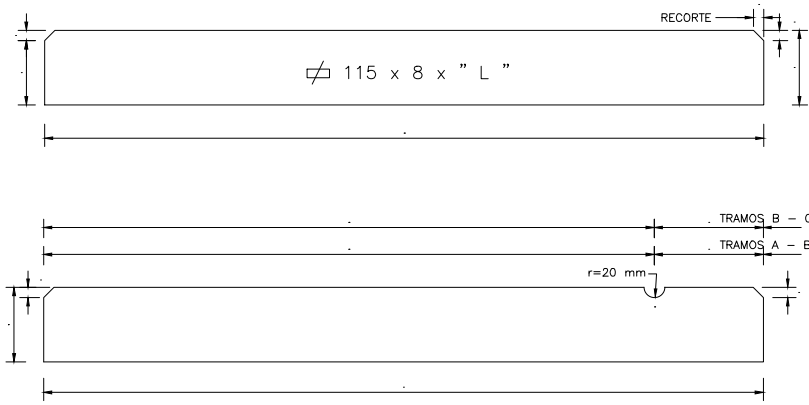 RECORTE
115 x 8 x " L "
TRAMOS B - C
TRAMOS A - B
r=20 mm